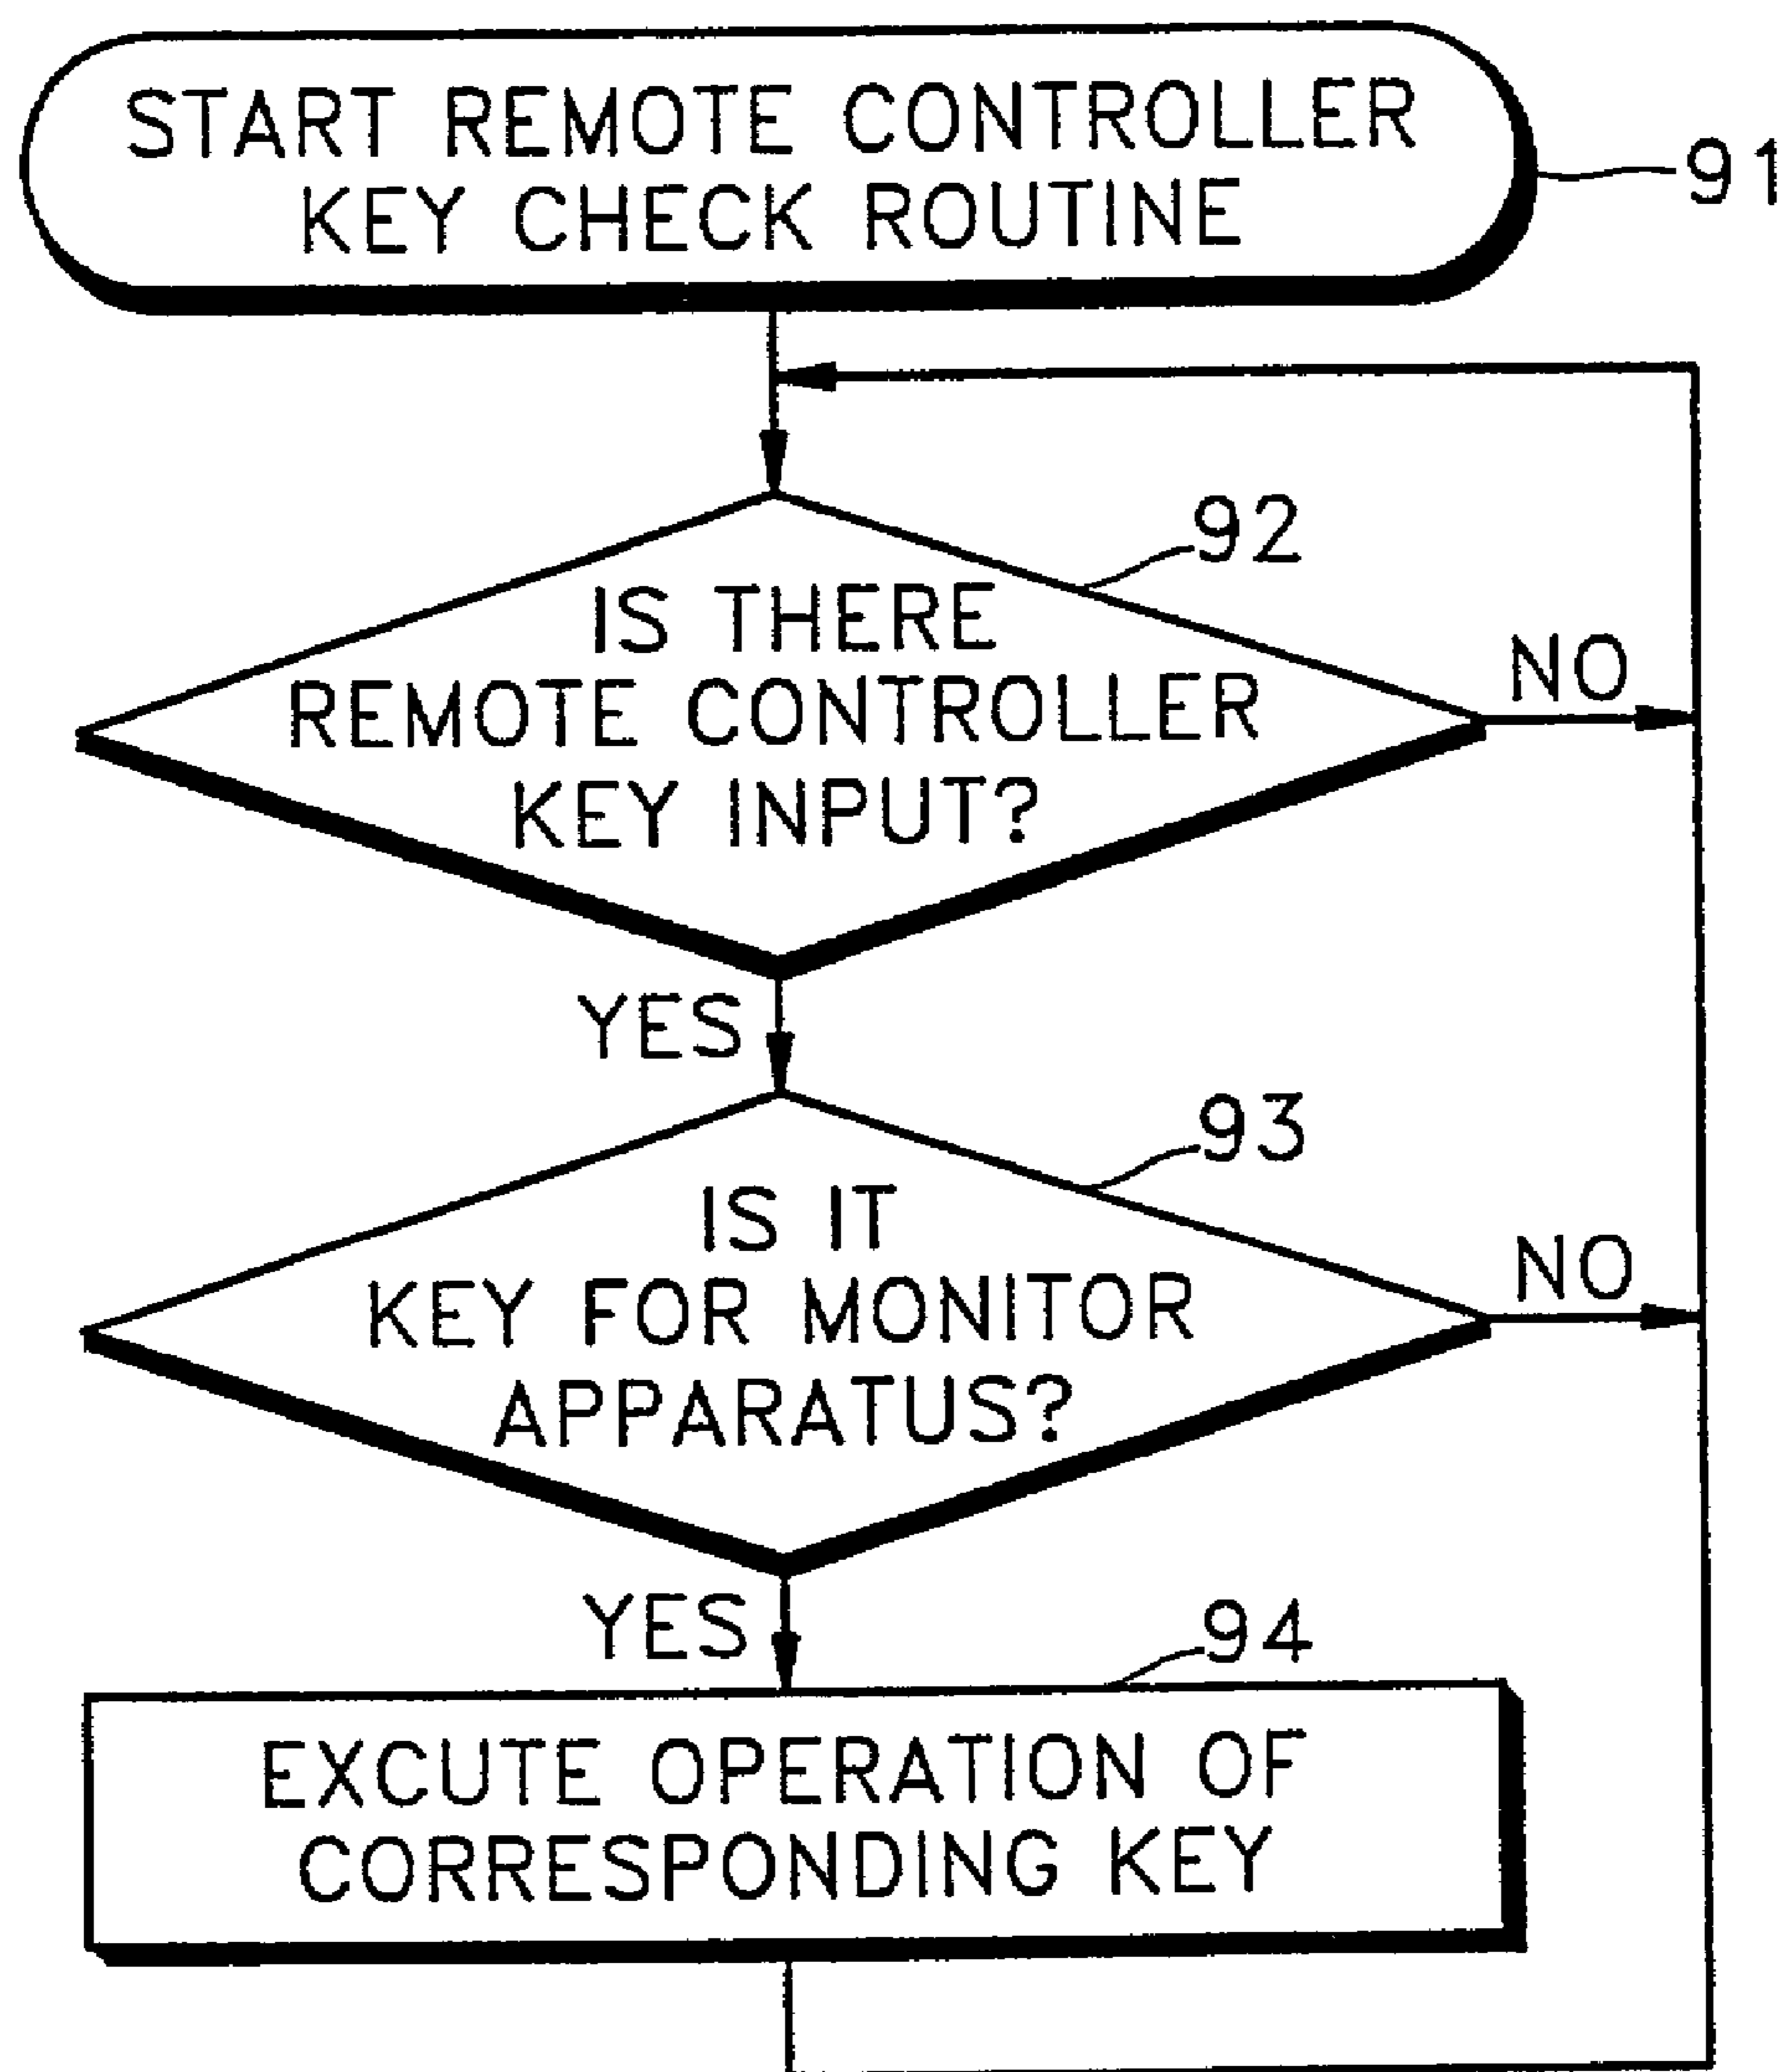 START REMOTE CONTROLLER
KEY CHECK ROUTINE
91
92
IS THERE
REMOTE CONTROLLER
KEY INPUT?
NO
YES
93
IS IT
KEY FOR MONITOR
APPARATUS?
NO
YES
94
EXCUTE OPERATION OF
CORRESPONDING KEY